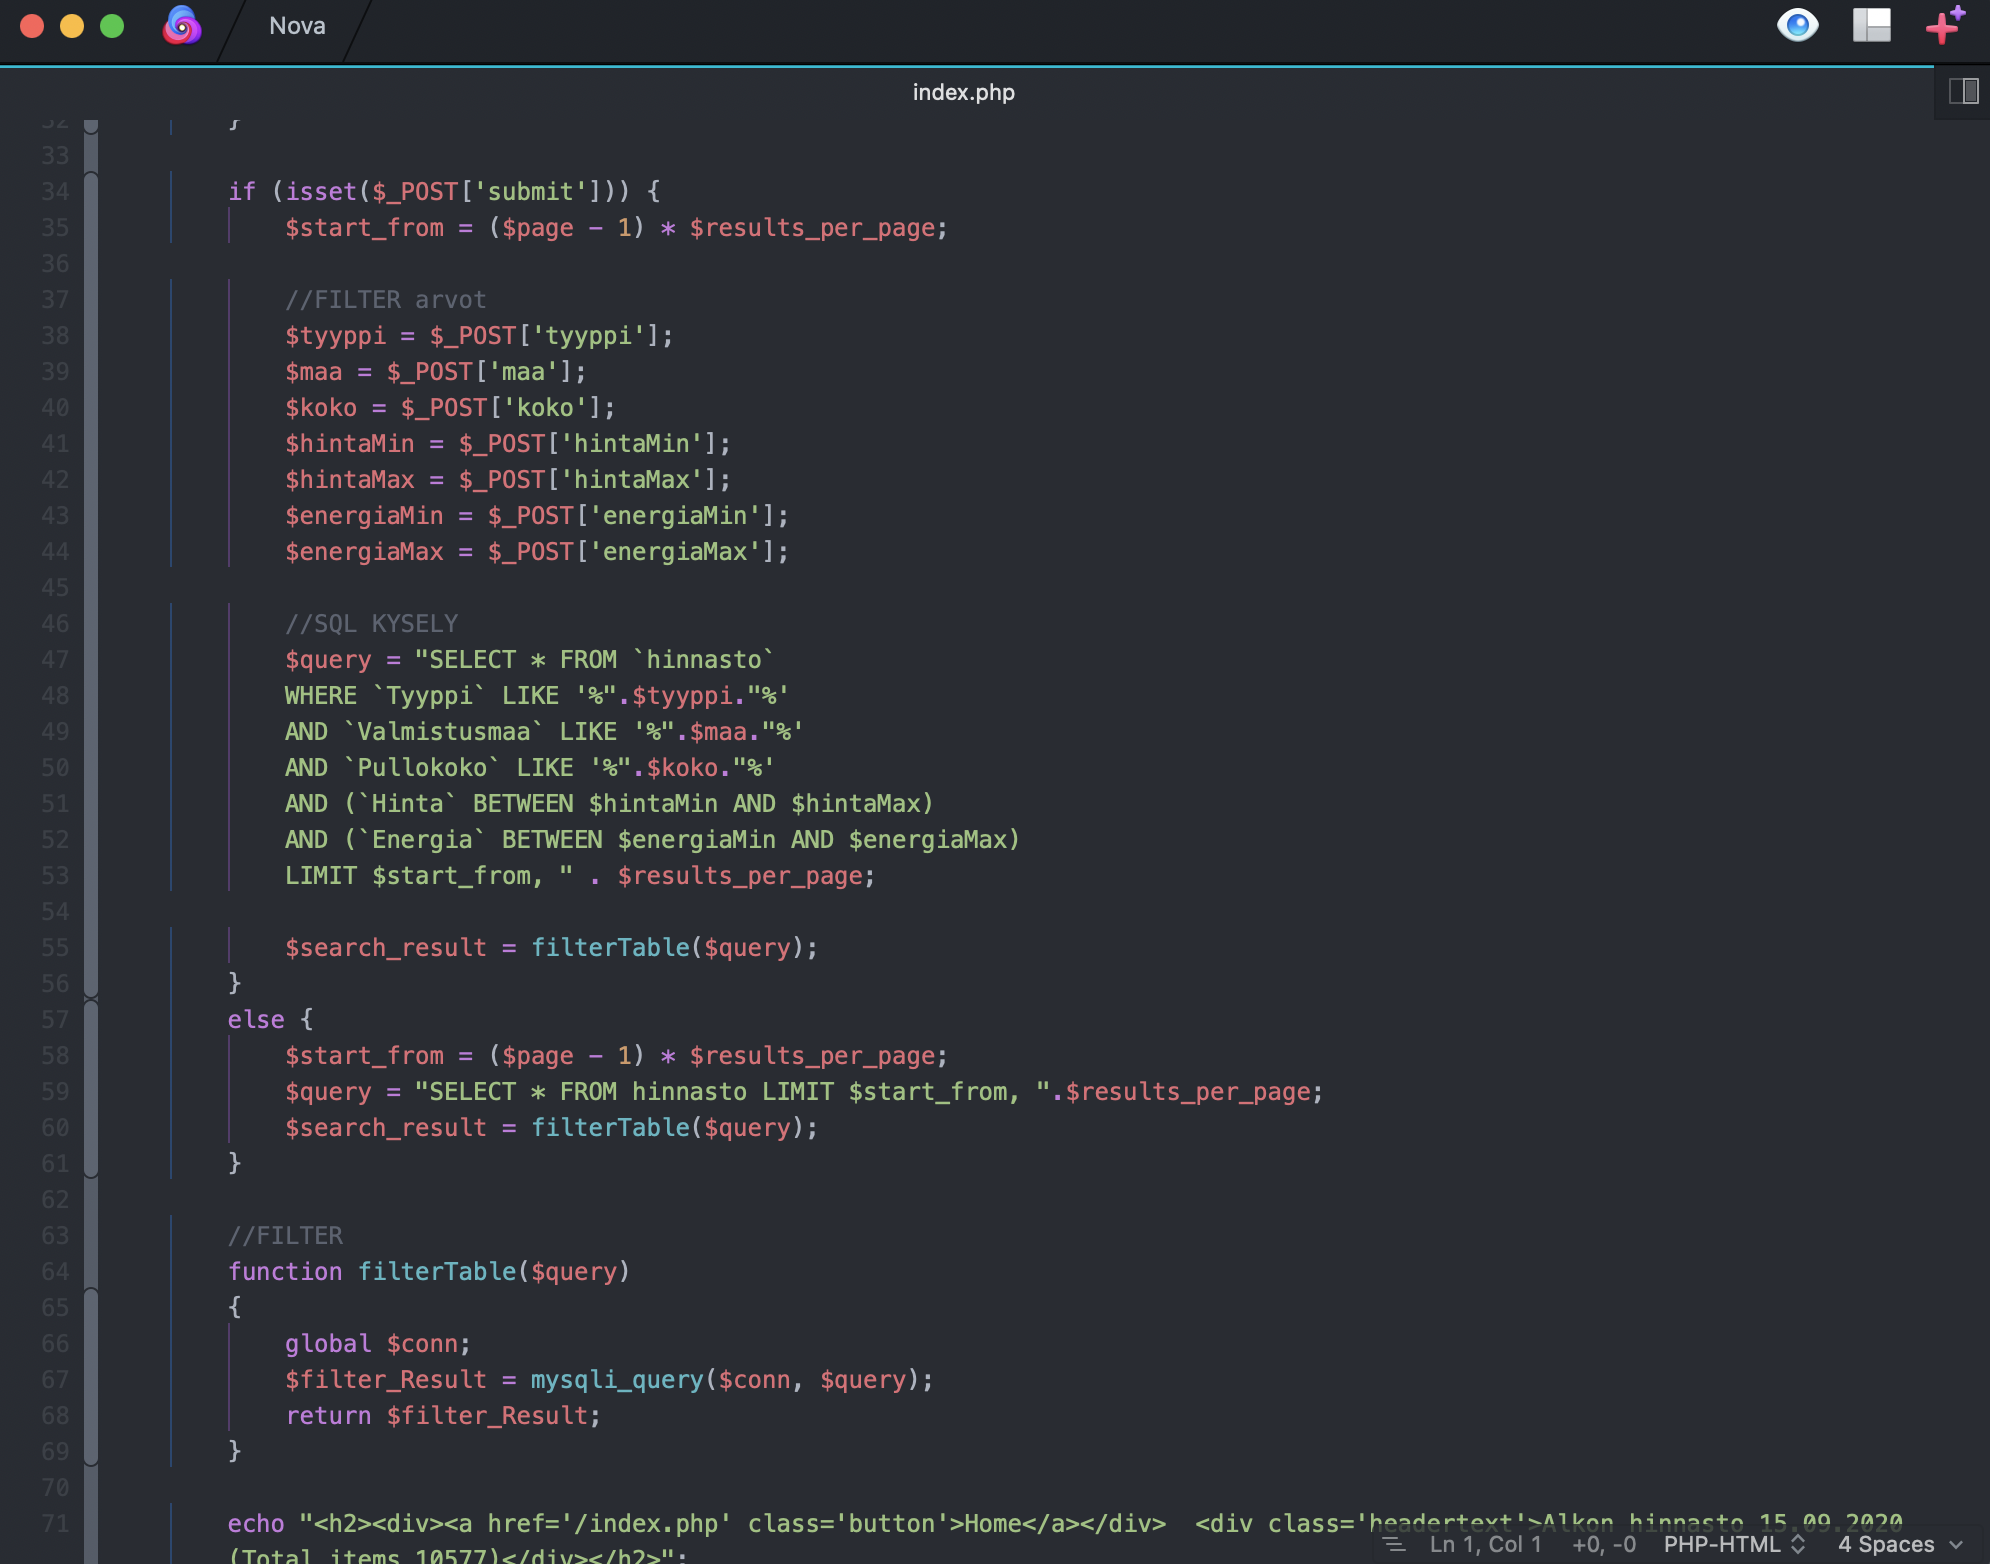 Nova
index.php
32 }
33
34 if (isset($_POST['submit'])) {
35 $start_from = ($page - 1) * $results_per_page;
36
37 //FILTER arvot
38 $tyyppi = $_POST['tyyppi'];
39 $maa = $_POST['maa'];
40 $koko = $_POST['koko'];
41 $hintaMin = $_POST['hintaMin'];
42 $hintaMax = $_POST['hintaMax'];
43 $energiaMin = $_POST['energiaMin'];
44 $energiaMax = $_POST['energiaMax'];
45
46 //SQL KYSELY
47 $query = "SELECT * FROM `hinnasto`
48 WHERE `Tyyppi` LIKE '%".$tyyppi."%'
49 AND `Valmistusmaa` LIKE '%".$maa."%'
50 AND `Pullokoko` LIKE '%".$koko."%'
51 AND (`Hinta` BETWEEN $hintaMin AND $hintaMax)
52 AND (`Energia` BETWEEN $energiaMin AND $energiaMax)
53 LIMIT $start_from, " . $results_per_page;
54
55 $search_result = filterTable($query);
56 }
57 else {
58 $start_from = ($page - 1) * $results_per_page;
59 $query = "SELECT * FROM hinnasto LIMIT $start_from, ".$results_per_page;
60 $search_result = filterTable($query);
61 }
62
63 //FILTER
64 function filterTable($query)
65 {
66 global $conn;
67 $filter_Result = mysqli_query($conn, $query);
68 return $filter_Result;
69 }
70
71 echo "<h2><div><a href='/index.php' class='button'>Home</a></div>  <div class='headertext'>Alkon hinnasto 15.09.2020
(Total items 10577)</div></h2>";
Ln 1, Col 1 +0, -0 PHP-HTML 4 Spaces